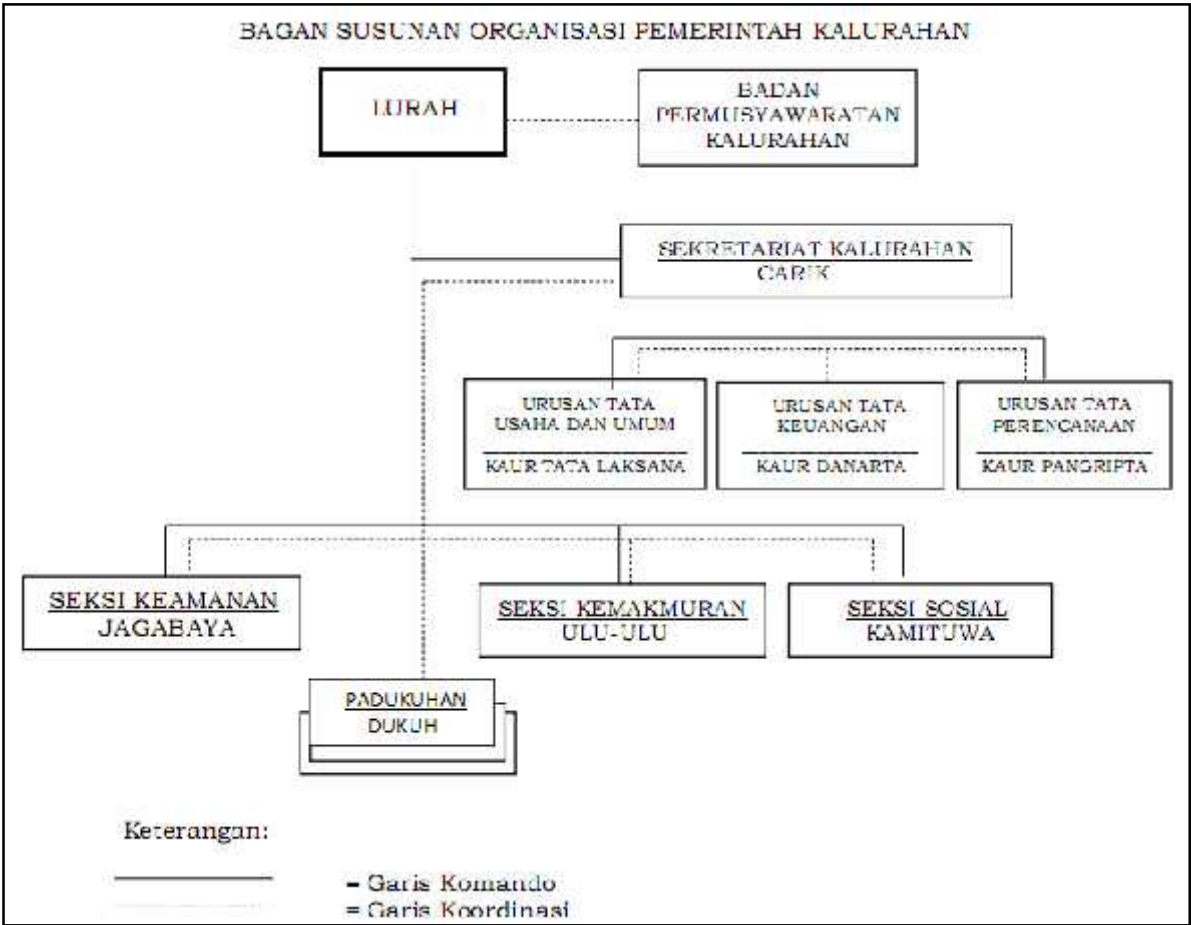 BAGAN SUSUNAN ORGANISASI PEMERINTAH KALURAHAN
LURAH
BADAN
PERMUSYAWARATAN
KALURAHAN
SEKRETARIAT KALURAHAN
CARIK
URUSAN TATA
USAHA DAN UMUM
KAUR TATA LAKSANA
URUSAN TATA
KEUANGAN
KAUR DANARTA
URUSAN TATA
PERENCANAAN
KAUR PANGRIPTA
SEKSI KEAMANAN
JAGABAYA
SEKSI KEMAKMURAN
ULU-ULU
SEKSI SOSIAL
KAMITUWA
PADUKUHAN
DUKUH
Keterangan:
= Garis Komando
= Garis Koordinasi